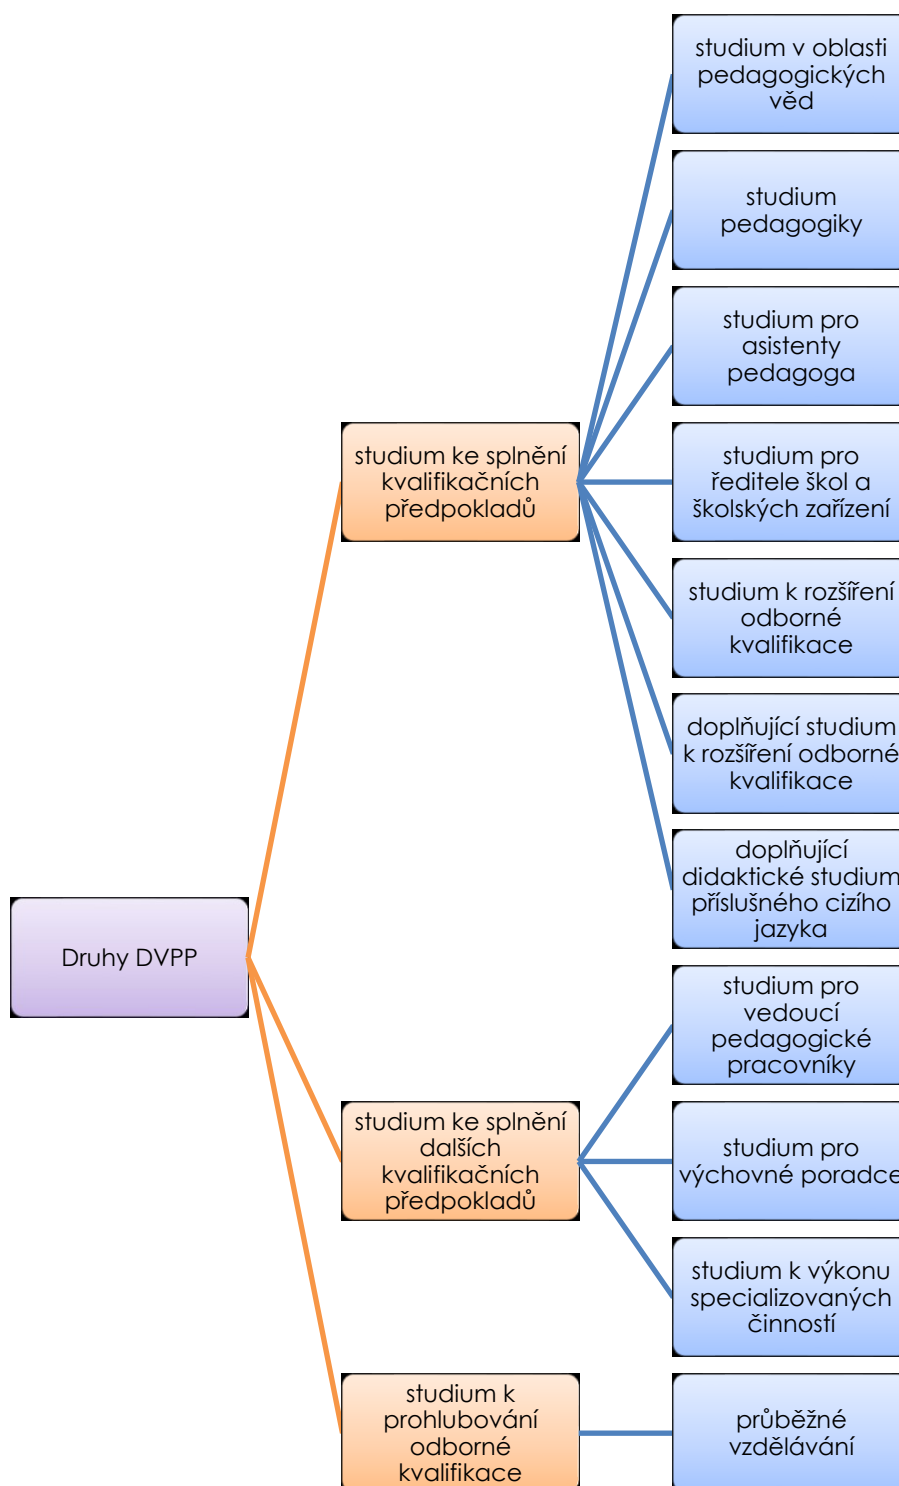 studium v oblasti
pedagogických
věd
studium
pedagogiky
studium pro
asistenty
pedagoga
studium ke splnění
kvalifikačních
předpokladů
studium pro
ředitele škol a
školských zařízení
studium k rozšíření
odborné
kvalifikace
doplňující studium
k rozšíření odborné
kvalifikace
doplňující
didaktické studium
příslušného cizího
jazyka
Druhy DVPP
studium pro
vedoucí
pedagogické
pracovníky
studium ke splnění
dalších
kvalifikačních
předpokladů
studium pro
výchovné poradce
studium k výkonu
specializovaných
činností
studium k
prohlubování
odborné
kvalifikace
průběžné
vzdělávání